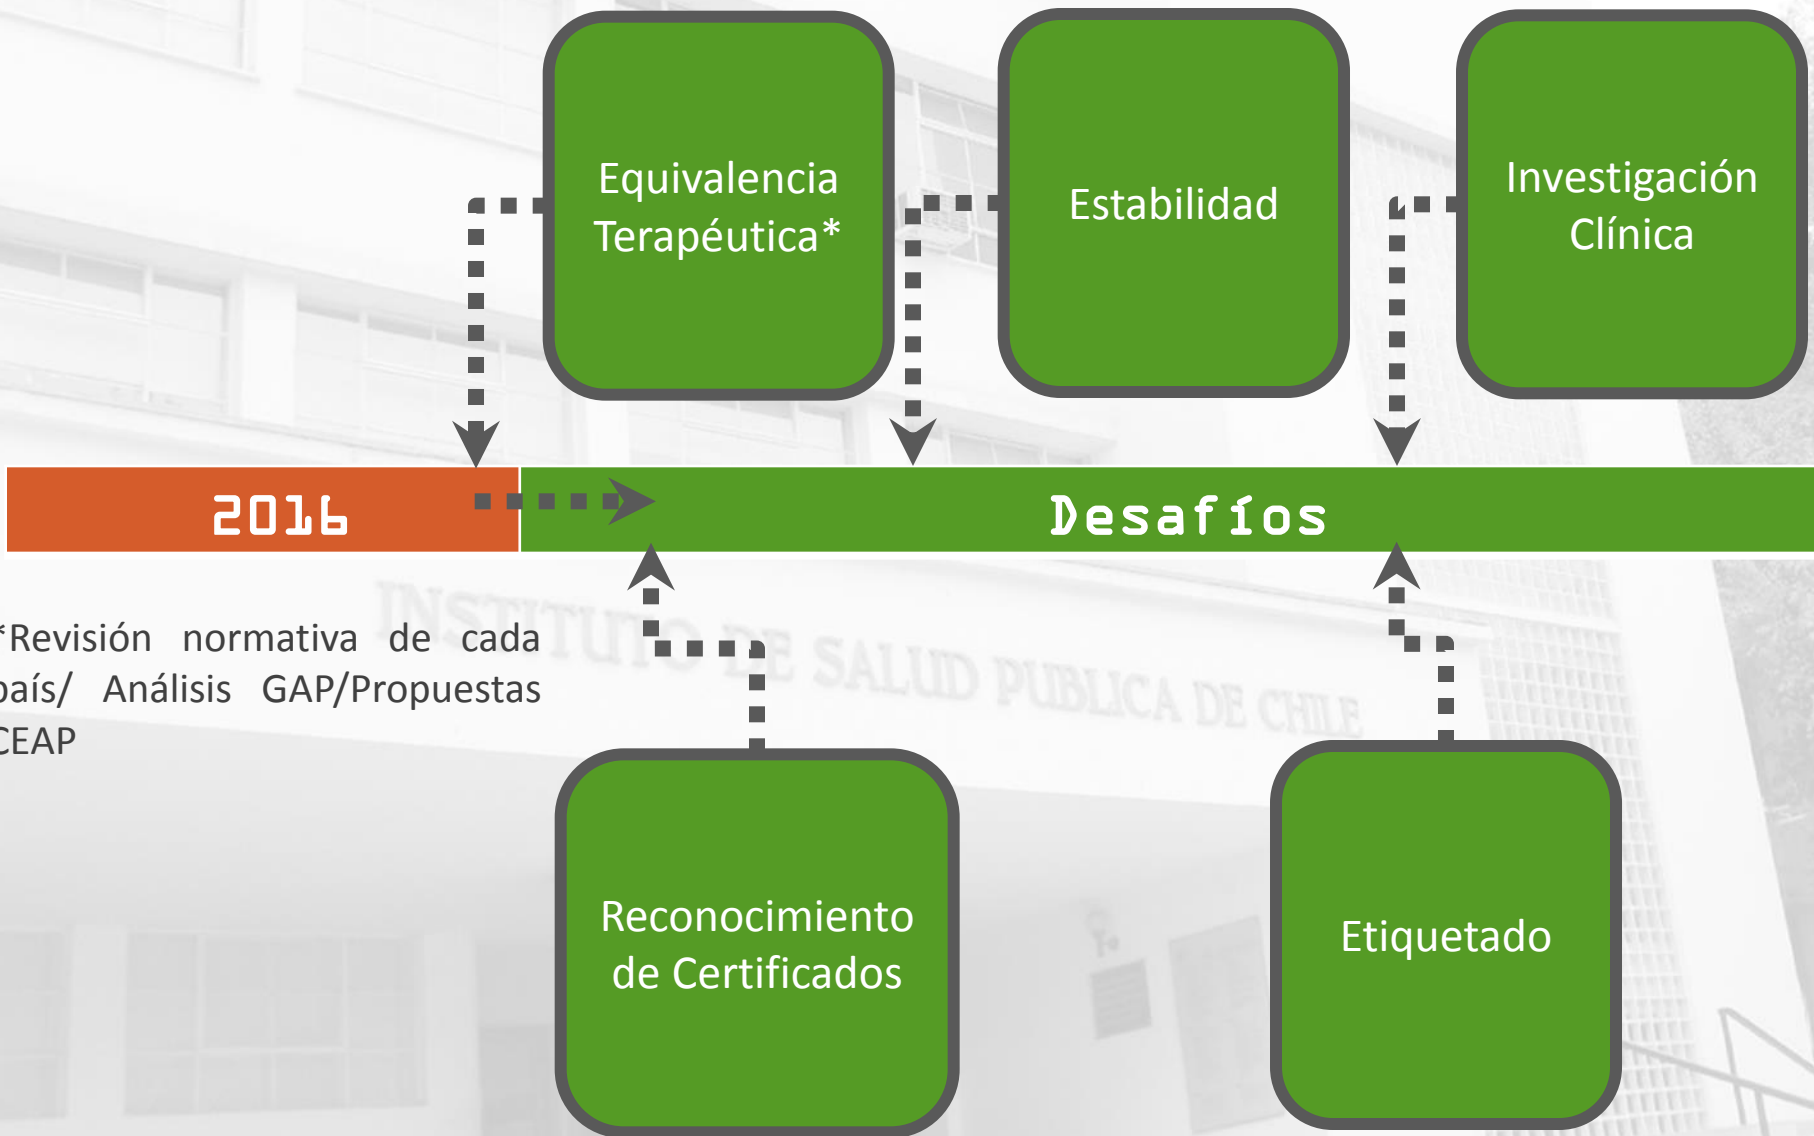 Equivalencia
Terapéutica*
Estabilidad
Investigación
Clínica
2016
Desafíos
*Revisión normativa de cada
país/ Análisis GAP/Propuestas
CEAP
INSTITUTO DE SALUD PUBLICA DE CHILE
Reconocimiento
de Certificados
Etiquetado